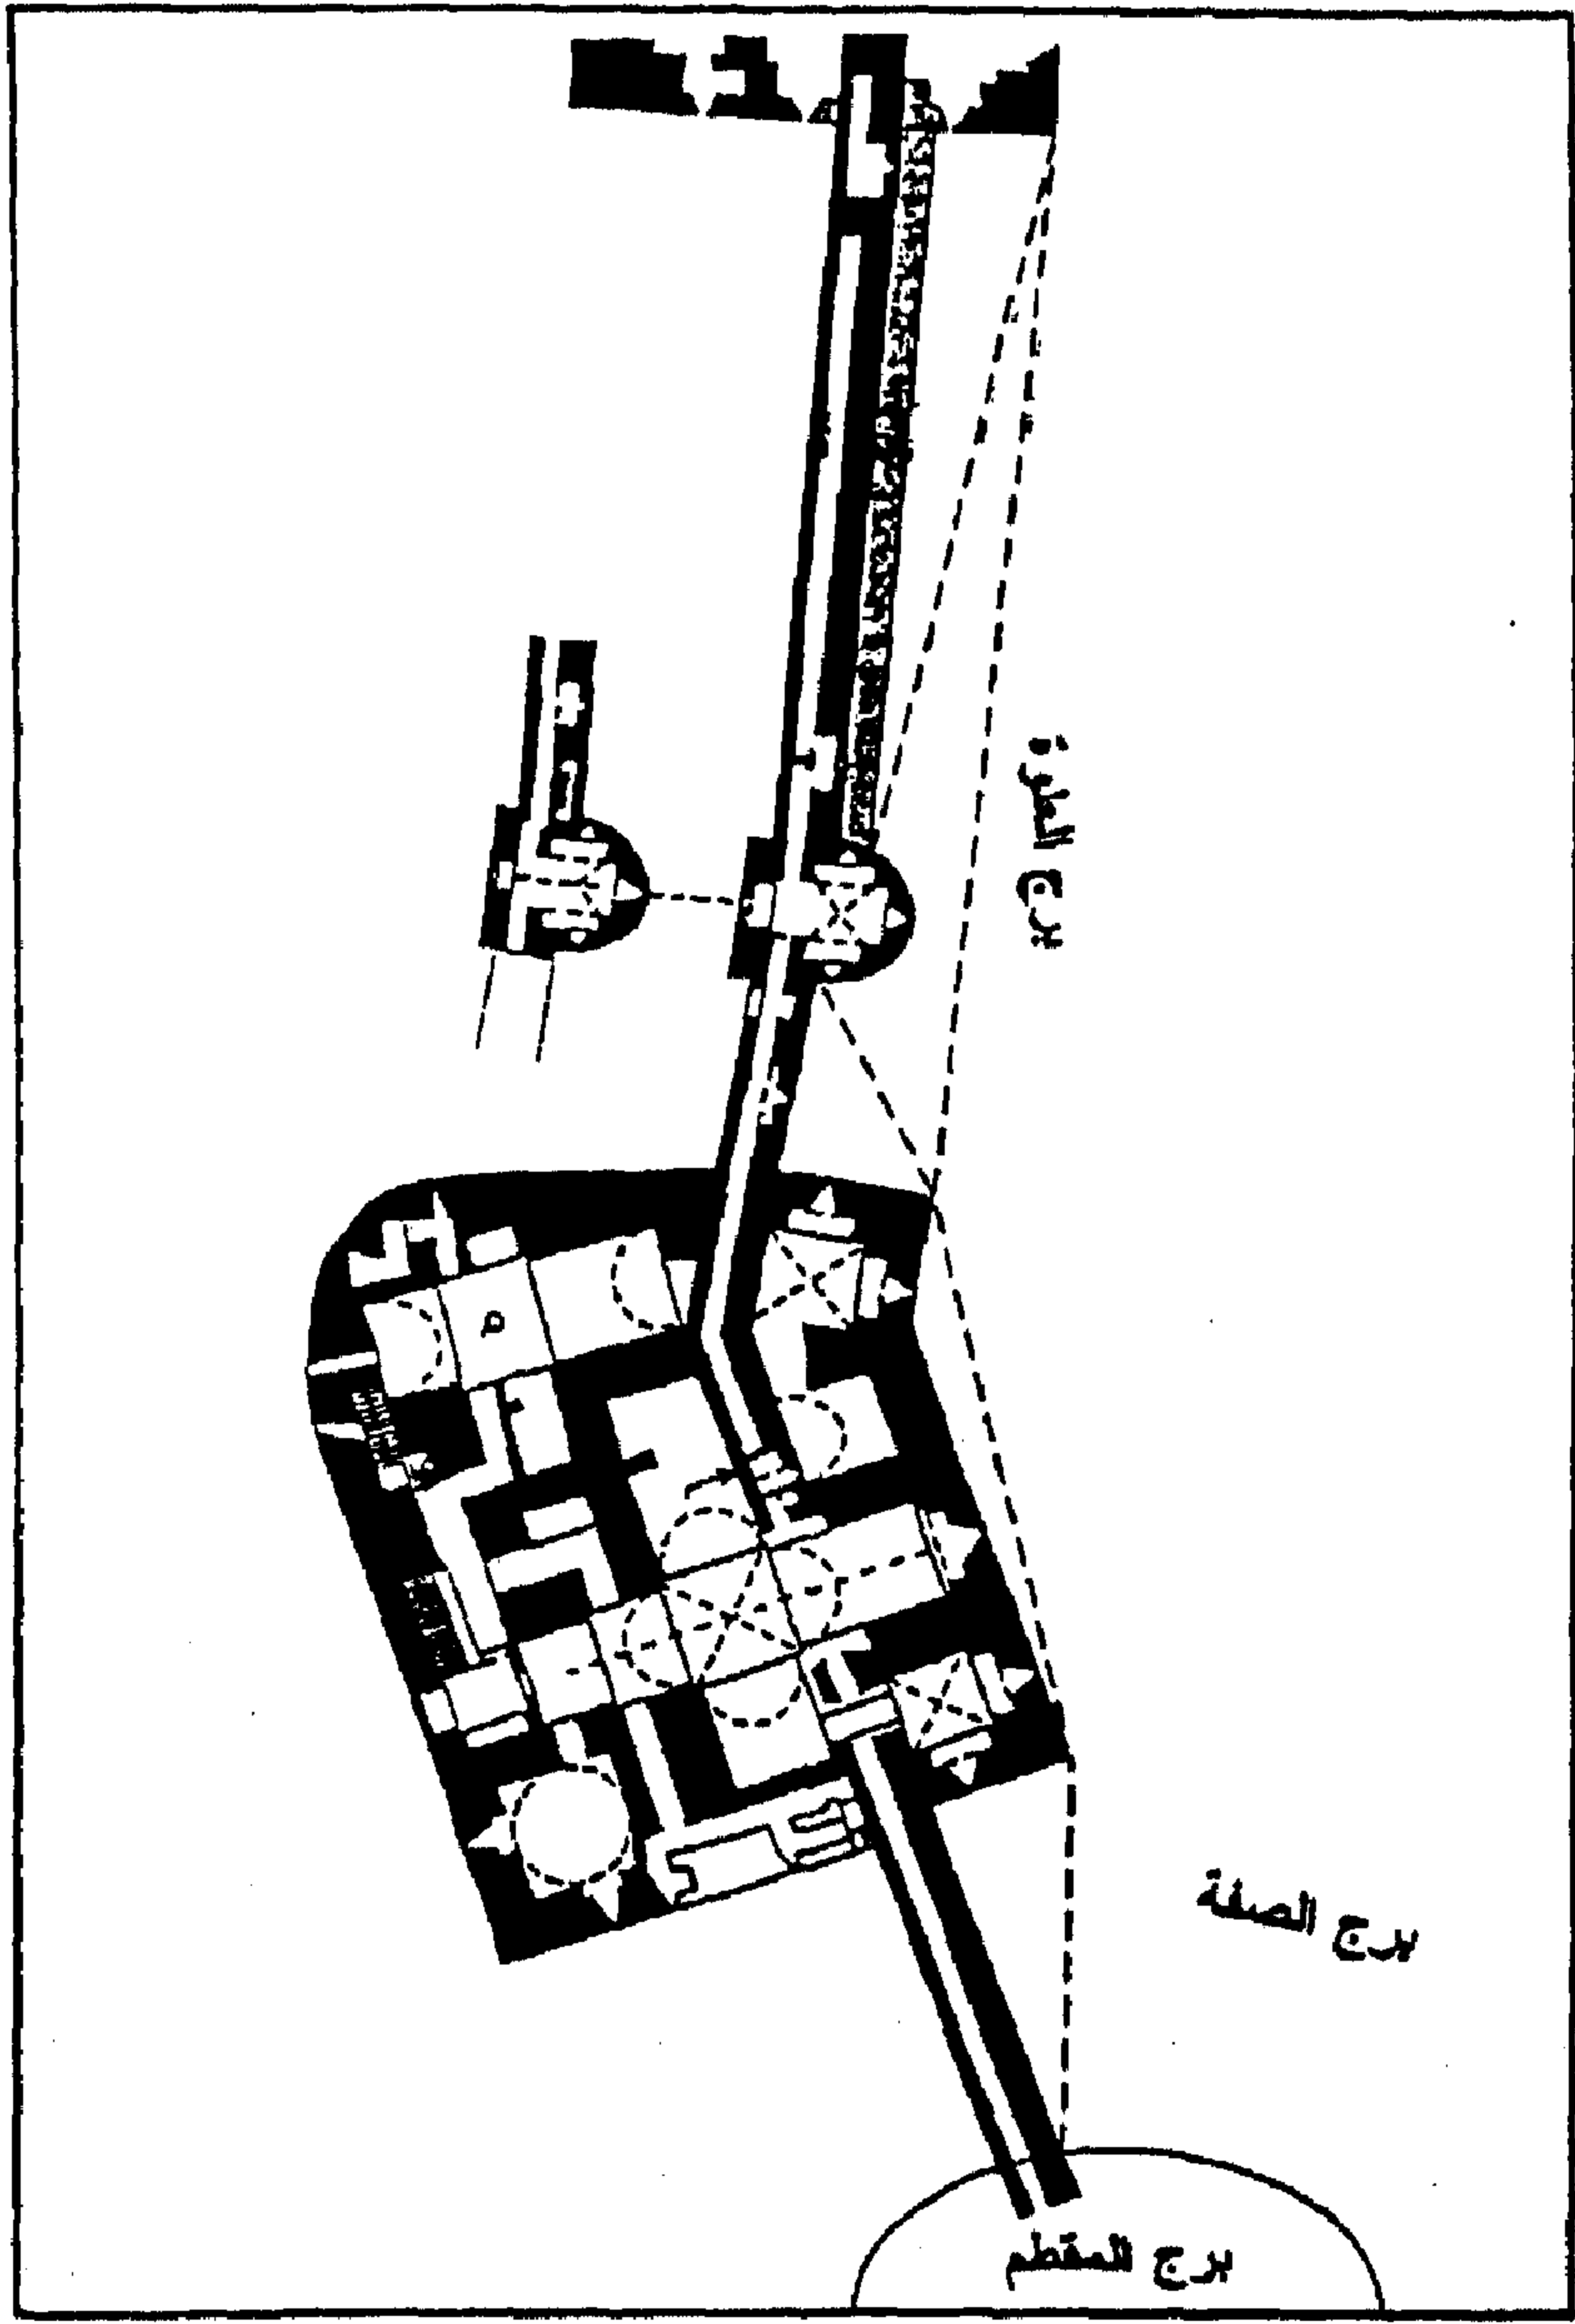 برج العلوة
برج الصفة
برج المقطم